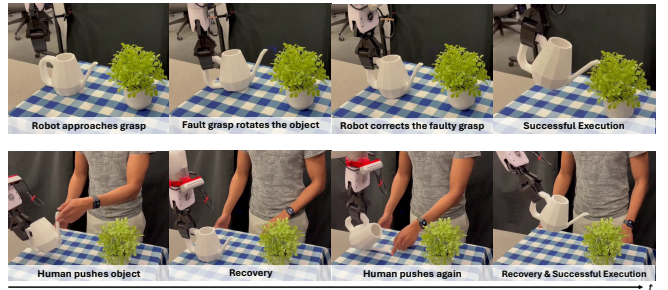 Robot approaches grasp
Fault grasp rotates the object
Robot corrects the faulty grasp
Successful Execution
Human pushes object
Recovery
Human pushes again
Recovery & Successful Execution
t